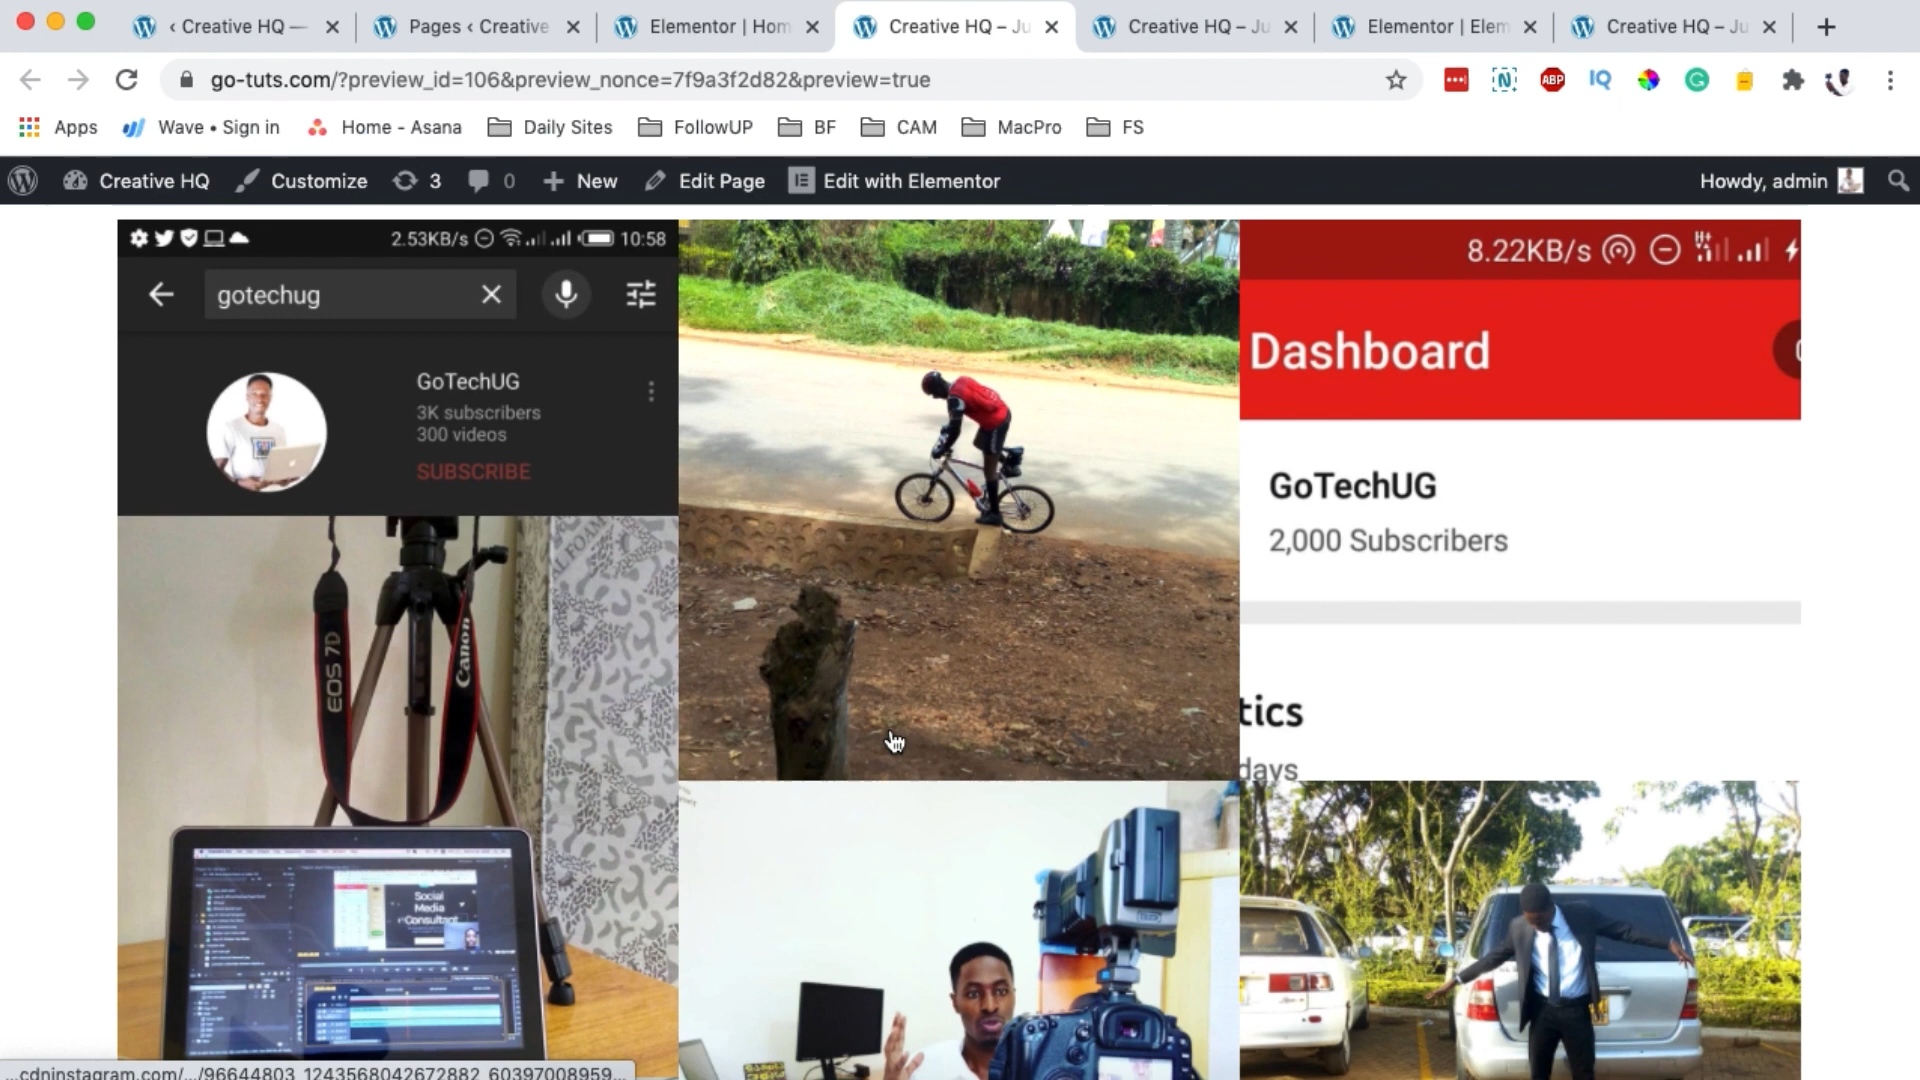 ‹ Creative HQ —
Pages ‹ Creative
Elementor | Hom
Creative HQ – Ju
Creative HQ – Ju
Elementor | Elem
Creative HQ – Ju
go-tuts.com/?preview_id=106&preview_nonce=7f9a3f2d82&preview=true
ABP
IQ
Apps
Wave • Sign in
Home - Asana
Daily Sites
FollowUP
BF
CAM
MacPro
FS
Creative HQ
Customize
3
0
New
Edit Page
Edit with Elementor
Howdy, admin
2.53KB/s
10:58
gotechug
GoTechUG
3K subscribers
300 videos
SUBSCRIBE
EOS 7D
Canon
Social
Media
Consultant
8.22KB/s
H+
Dashboard
GoTechUG
2,000 Subscribers
tics
days
...cdninstagram.com/.../96644803_1243568042672882_60397008959...